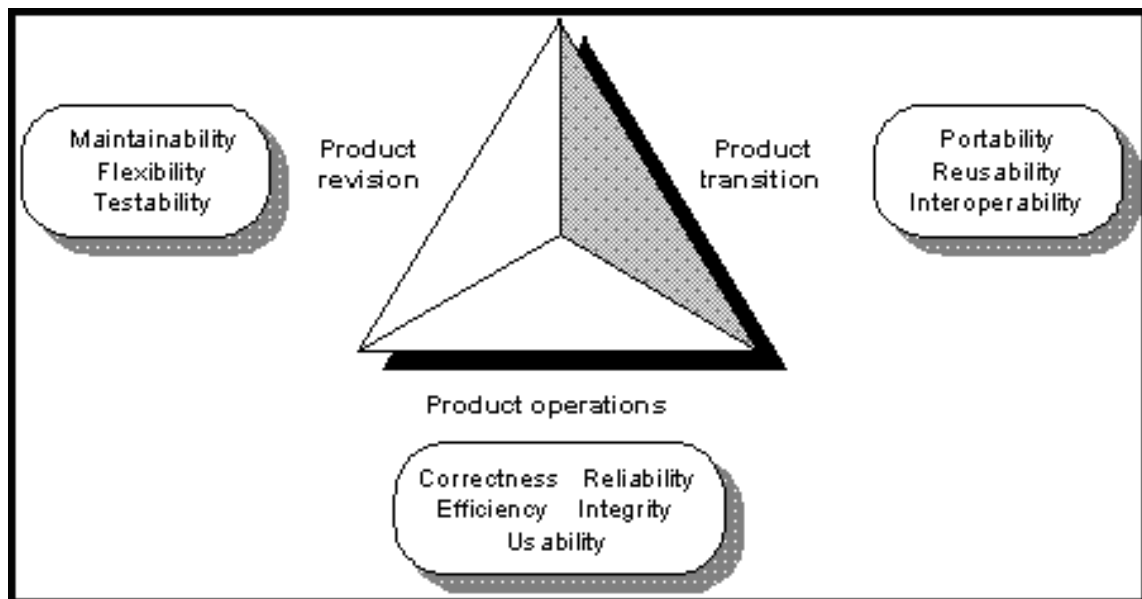 Maintainability
Flexibility
Testability
Product
revision
Product
transition
Portability
Reusability
Interoperability
Product operations
Correctness Reliability
Efficiency Integrity
Usability